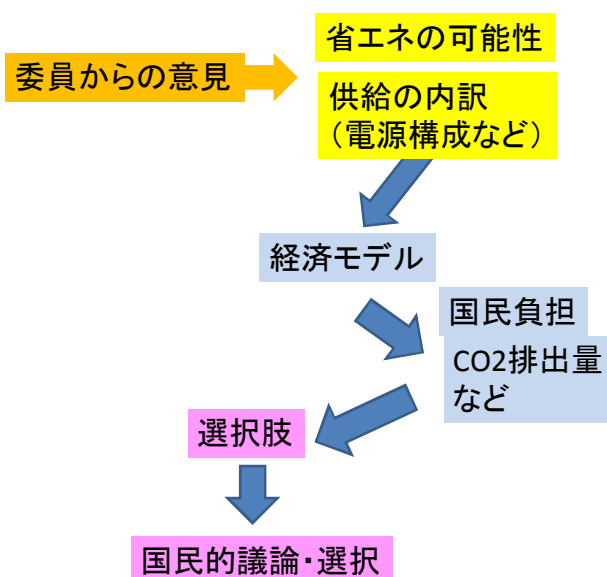 省エネの可能性
委員からの意見
供給の内訳
（電源構成など）
経済モデル
国民負担
CO2排出量
など
選択肢
国民的議論・選択